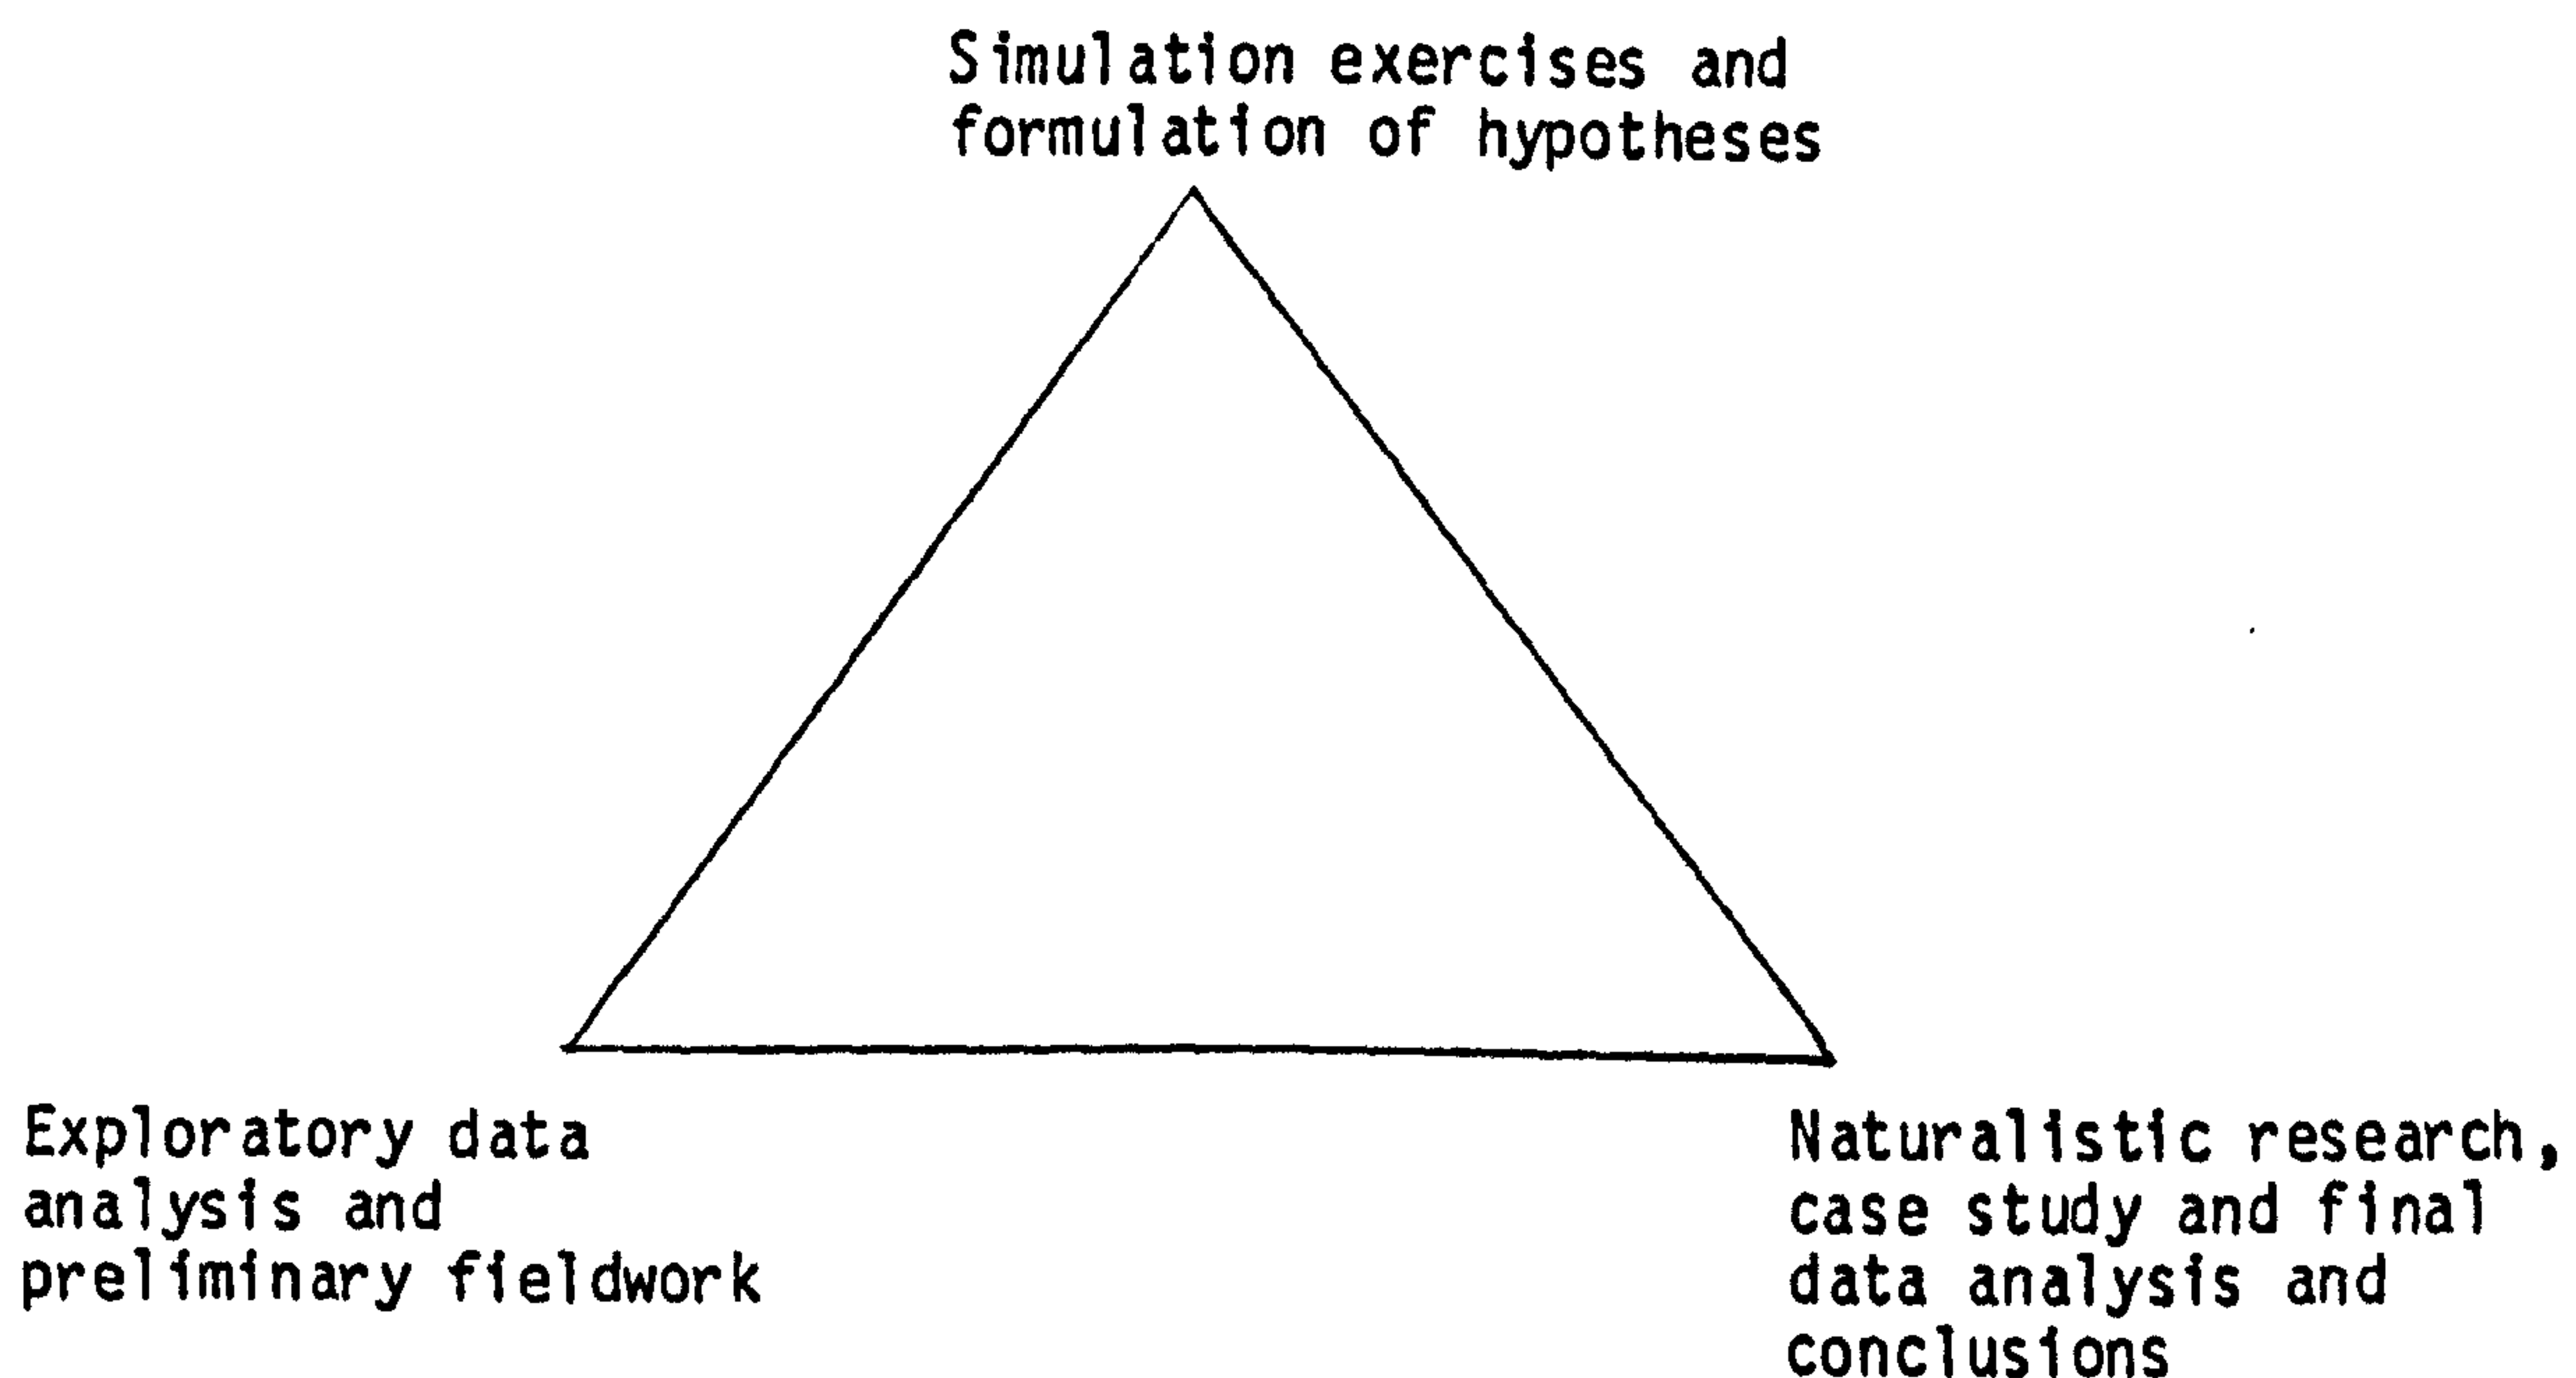 Simulation exercises and
formulation of hypotheses
Exploratory data
analysis and
preliminary fieldwork
Naturalistic research,
case study and final
data analysis and
conclusions